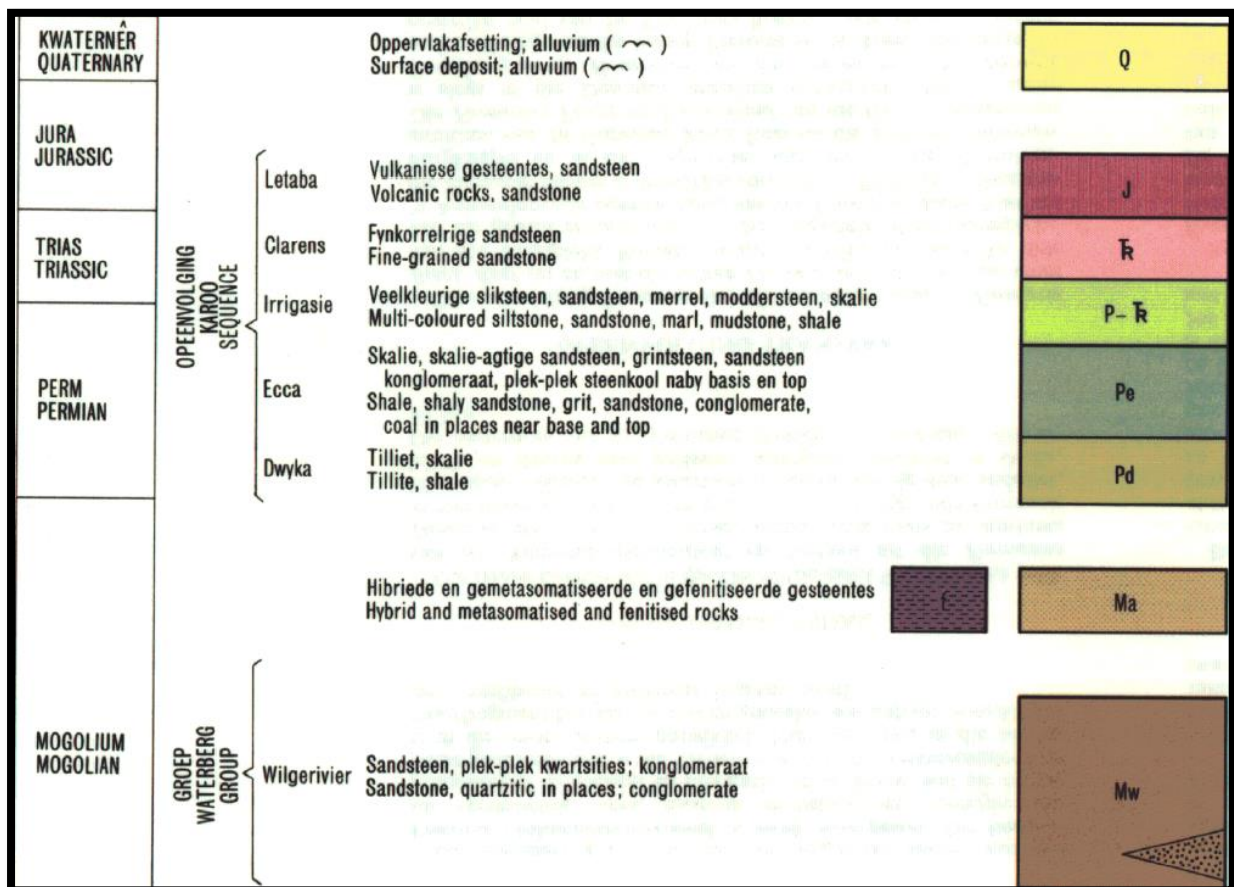 KWATERNÊR
QUATERNARY
Oppervlakafsetting; alluvium ( )
Surface deposit; alluvium ( )
Q
JURA
JURASSIC
Letaba
Vulkaniese gesteentes, sandsteen
Volcanic rocks, sandstone
J
TRIAS
TRIASSIC
Clarens
Fynkorrelrige sandsteen
Fine-grained sandstone
TR
OPEENVOLGING
KAROO
SEQUENCE
Irrigasie
Veelkleurige sliksteen, sandsteen, merrel, moddersteen, skalie
Multi-coloured siltstone, sandstone, marl, mudstone, shale
P-TR
PERM
PERMIAN
Ecca
Skalie, skalie-agtige sandsteen, grintsteen, sandsteen
konglomeraat, plek-plek steenkool naby basis en top
Shale, shaly sandstone, grit, sandstone, conglomerate,
coal in places near base and top
Pe
Dwyka
Tilliet, skalie
Tillite, shale
Pd
Hibriede en gemetasomatiseerde en gefenitiseerde gesteentes
Hybrid and metasomatised and fenitised rocks
f
Ma
MOGOLIUM
MOGOLIAN
GROEP
WATERBERG
GROUP
Wilgerivier
Sandsteen, plek-plek kwartsities; konglomeraat
Sandstone, quartzitic in places; conglomerate
Mw